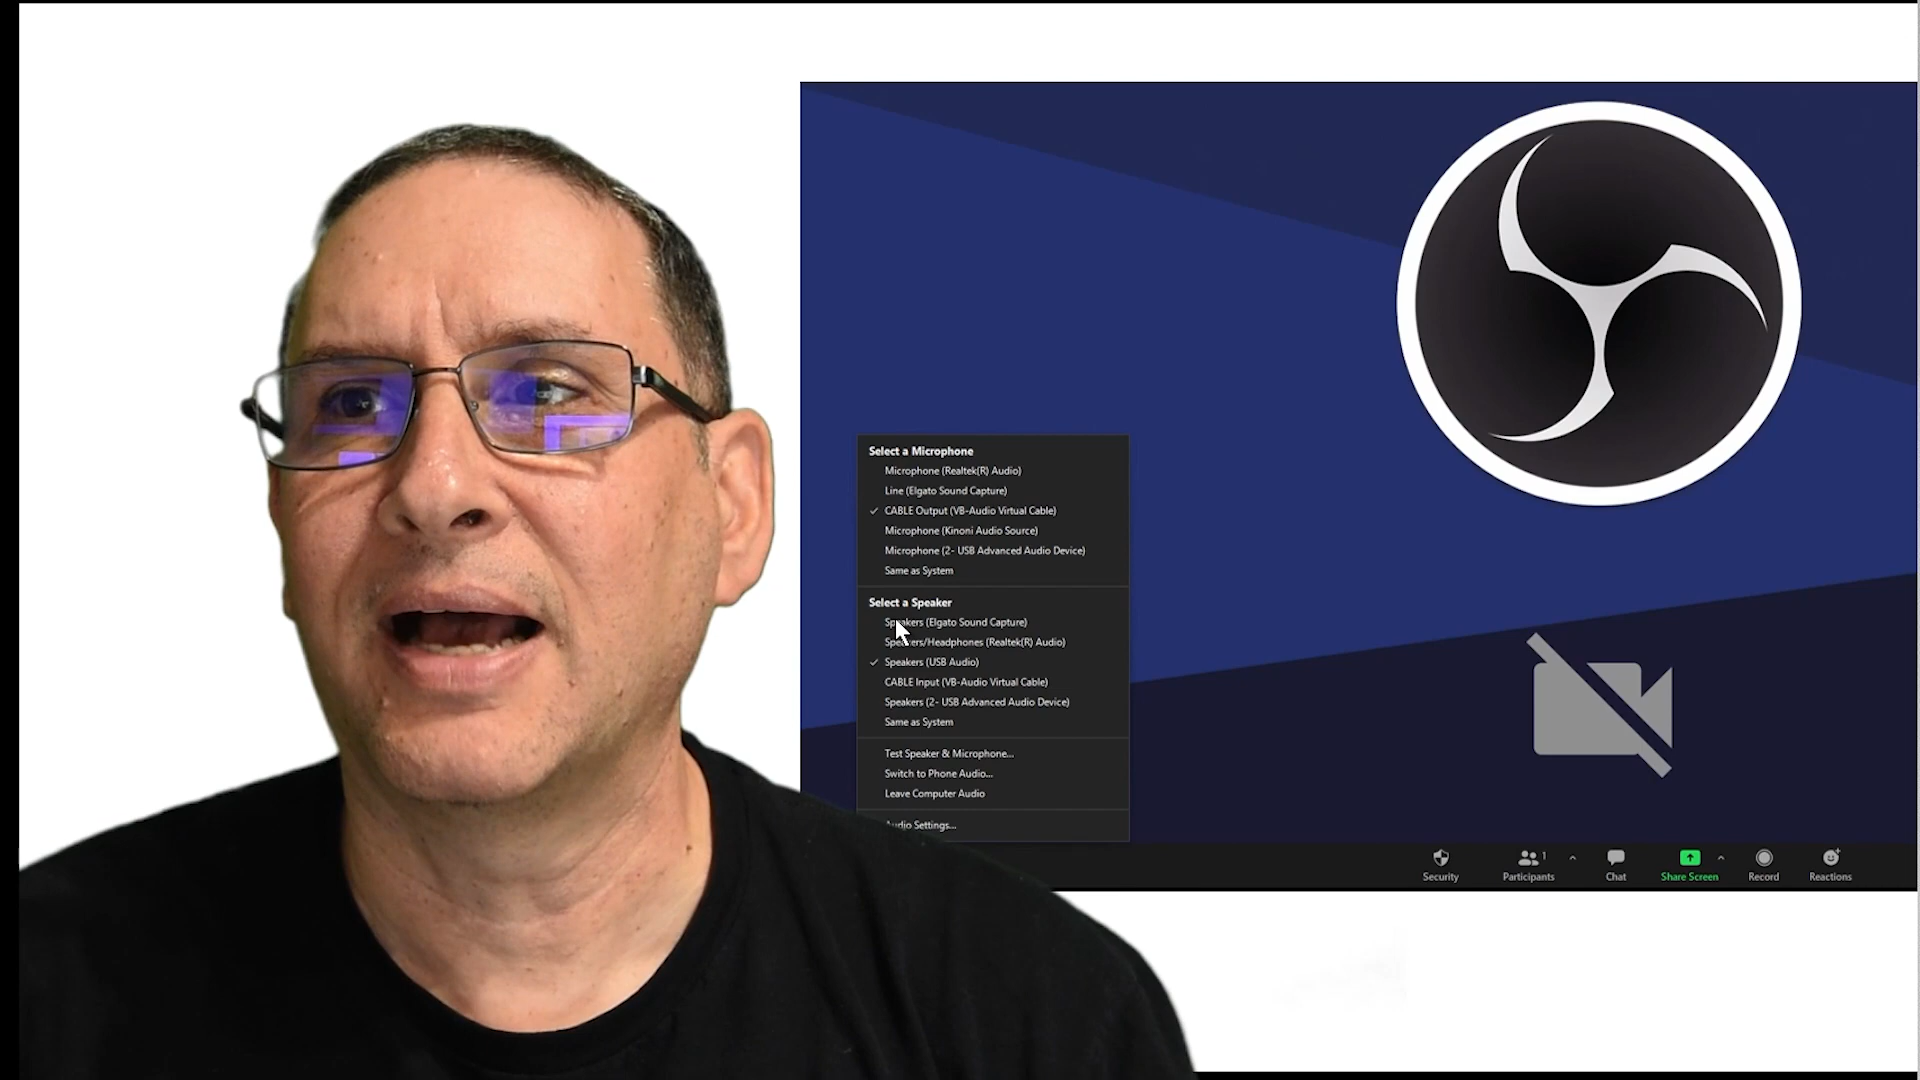 Select a Microphone
Microphone (Realtek(R) Audio)
Line (Elgato Sound Capture)
CABLE Output (VB-Audio Virtual Cable)
Microphone (Kinoni Audio Source)
Microphone (2- USB Advanced Audio Device)
Same as System
Select a Speaker
Speakers (Elgato Sound Capture)
Speakers/Headphones (Realtek(R) Audio)
Speakers (USB Audio)
CABLE Input (VB-Audio Virtual Cable)
Speakers (2- USB Advanced Audio Device)
Same as System
Test Speaker & Microphone...
Switch to Phone Audio...
Leave Computer Audio
Audio Settings...
1
Security Participants Chat Share Screen Record Reactions